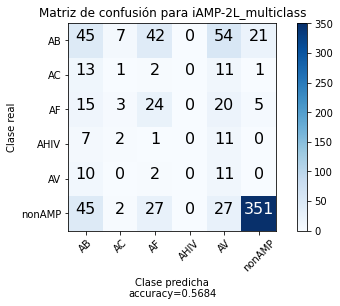 Matriz de confusión para iAMP-2L_multiclass
Clase real
AB 45 7 42 0 54 21
AC 13 1 2 0 11 1
AF 15 3 24 0 20 5
AHIV 7 2 1 0 11 0
AV 10 0 2 0 11 0
nonAMP 45 2 27 0 27 351
AB AC AF AHIV AV nonAMP
Clase predicha
accuracy=0.5684
350
300
250
200
150
100
50
0